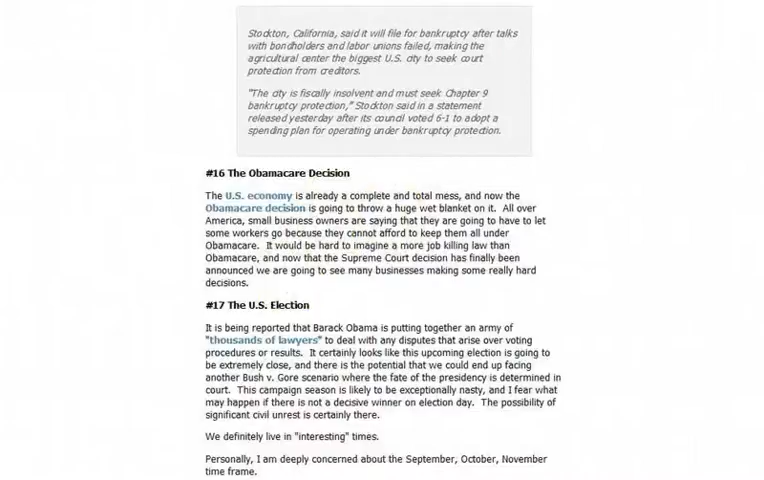 Stockton, California, said it will file for bankruptcy after talks
with bondholders and labor unions failed, making the
agricultural center the biggest U.S. city to seek court
protection from creditors.
"The city is fiscally insolvent and must seek Chapter 9
bankruptcy protection," Stockton said in a statement
released yesterday after its council voted 6-1 to adopt a
spending plan for operating under bankruptcy protection.
#16 The Obamacare Decision
The U.S. economy is already a complete and total mess, and now the
Obamacare decision is going to throw a huge wet blanket on it.  All over
America, small business owners are saying that they are going to have to let
some workers go because they cannot afford to keep them all under
Obamacare.  It would be hard to imagine a more job killing law than
Obamacare, and now that the Supreme Court decision has finally been
announced we are going to see many businesses making some really hard
decisions.
#17 The U.S. Election
It is being reported that Barack Obama is putting together an army of
"thousands of lawyers" to deal with any disputes that arise over voting
procedures or results.  It certainly looks like this upcoming election is going to
be extremely close, and there is the potential that we could end up facing
another Bush v. Gore scenario where the fate of the presidency is determined in
court.  This campaign season is likely to be exceptionally nasty, and I fear what
may happen if there is not a decisive winner on election day.  The possibility of
significant civil unrest is certainly there.
We definitely live in "interesting" times.
Personally, I am deeply concerned about the September, October, November
time frame.